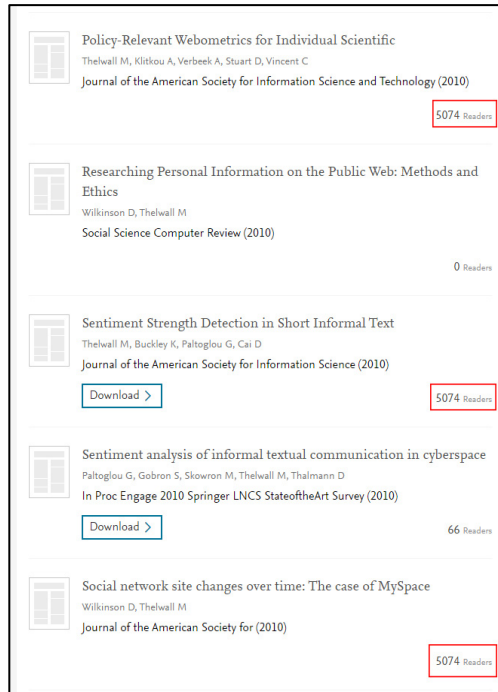 Policy-Relevant Webometrics for Individual Scientific
Thelwall M, Klitkou A, Verbeek A, Stuart D, Vincent C
Journal of the American Society for Information Science and Technology (2010)
5074 Readers
Researching Personal Information on the Public Web: Methods and
Ethics
Wilkinson D, Thelwall M
Social Science Computer Review (2010)
0 Readers
Sentiment Strength Detection in Short Informal Text
Thelwall M, Buckley K, Paltoglou G, Cai D
Journal of the American Society for Information Science (2010)
Download >
5074 Readers
Sentiment analysis of informal textual communication in cyberspace
Paltoglou G, Gobron S, Skowron M, Thelwall M, Thalmann D
In Proc Engage 2010 Springer LNCS StateoftheArt Survey (2010)
Download >
66 Readers
Social network site changes over time: The case of MySpace
Wilkinson D, Thelwall M
Journal of the American Society for (2010)
5074 Readers